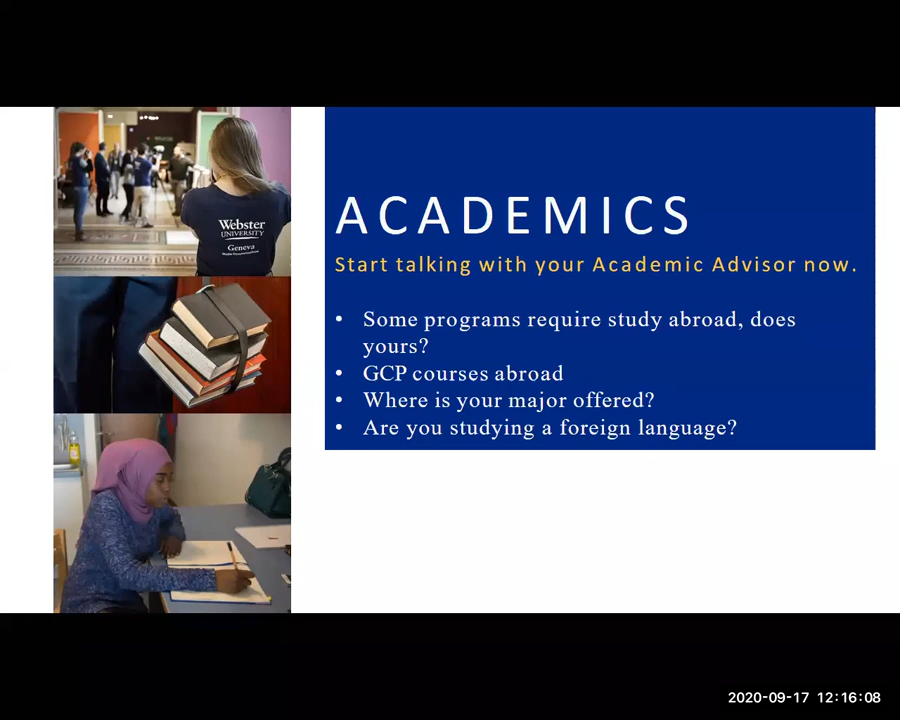 Webster
UNIVERSITY
Geneva
ACADEMICS
Start talking with your Academic Advisor now.
• Some programs require study abroad, does
yours?
• GCP courses abroad
• Where is your major offered?
• Are you studying a foreign language?
2020-09-17 12:16:08